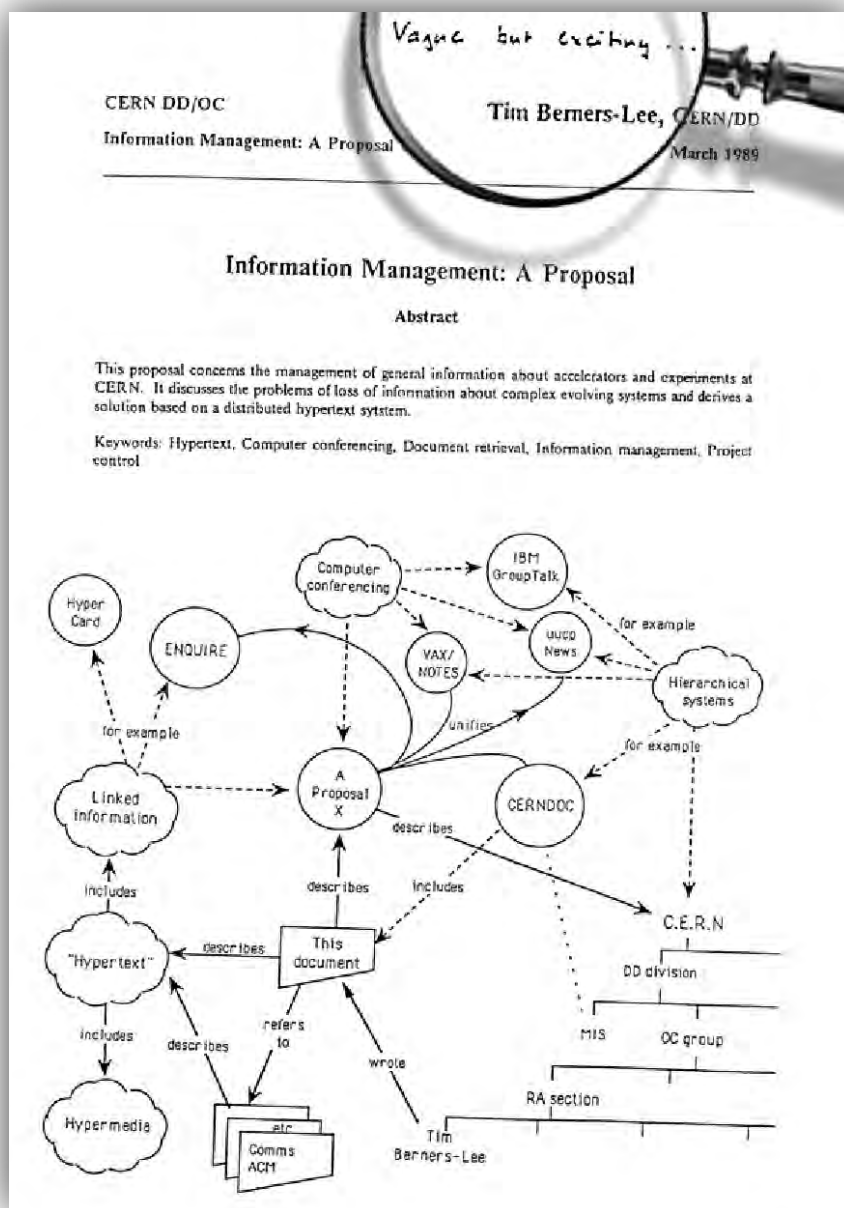 Vague but exciting ...
CERN DD/OC
Tim Berners-Lee, CERN/DD
Information Management: A Proposal
March 1989
Information Management: A Proposal
Abstract
This proposal concerns the management of general information about accelerators and experiments at
CERN. It discusses the problems of loss of information about complex evolving systems and derives a
solution based on a distributed hypertext sytstem.
Keywords: Hypertext, Computer conferencing, Document retrieval, Information management, Project
control
Computer
conferencing
IBM
GroupTalk
Hyper
Card
ENQUIRE
VAX/
NOTES
uucp
News
for example
Hierarchical
systems
unifies
for example
for example
Linked
information
A
Proposal
X
CERNDOC
describes
includes
describes
includes
C.E.R.N
"Hypertext"
describes
This
document
DD division
includes
describes
refers
to
wrote
MIS
OC group
RA section
Hypermedia
etc
Comms
ACM
Tim
Berners-Lee